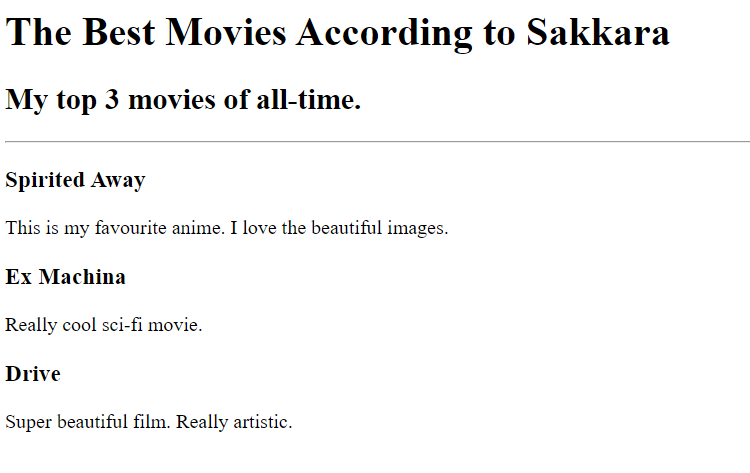 The Best Movies According to Sakkara
My top 3 movies of all-time.
Spirited Away
This is my favourite anime. I love the beautiful images.
Ex Machina
Really cool sci-fi movie.
Drive
Super beautiful film. Really artistic.